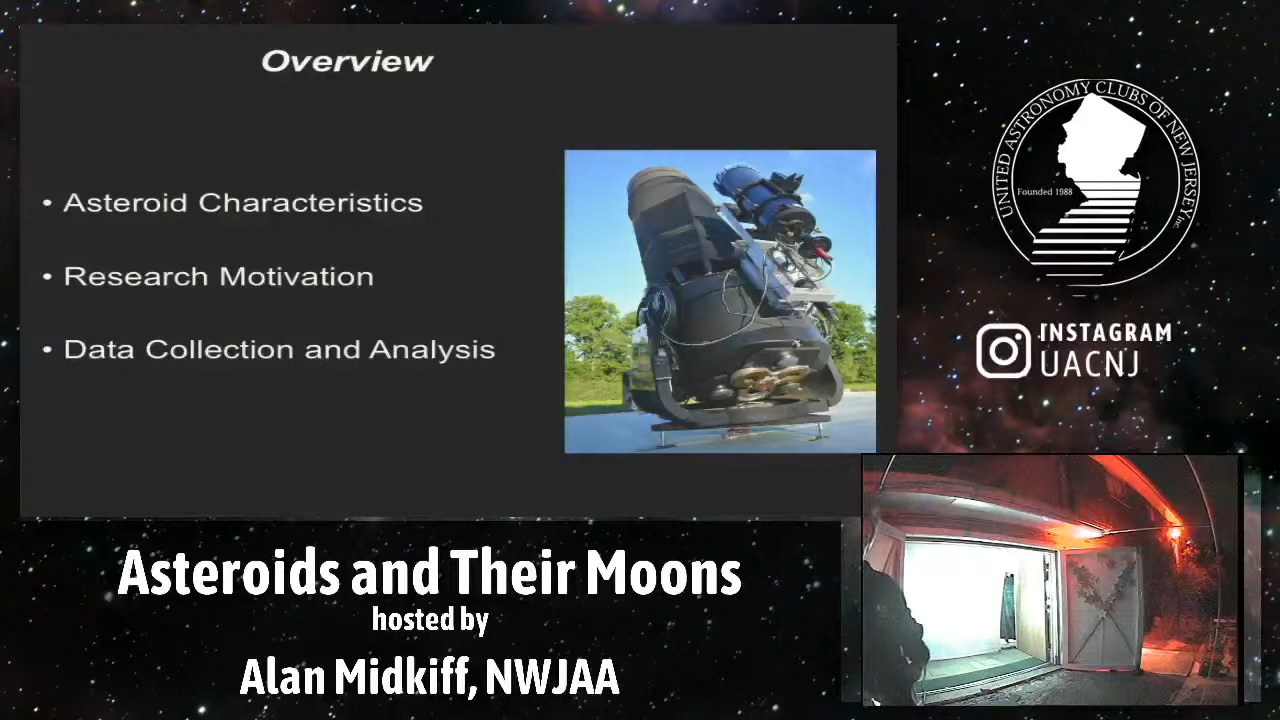 Overview
• Asteroid Characteristics
• Research Motivation
• Data Collection and Analysis
UNITED ASTRONOMY CLUBS OF NEW JERSEY, Inc.
Founded 1988
INSTAGRAM
UACNJ
Asteroids and Their Moons
hosted by
Alan Midkiff, NWJAA